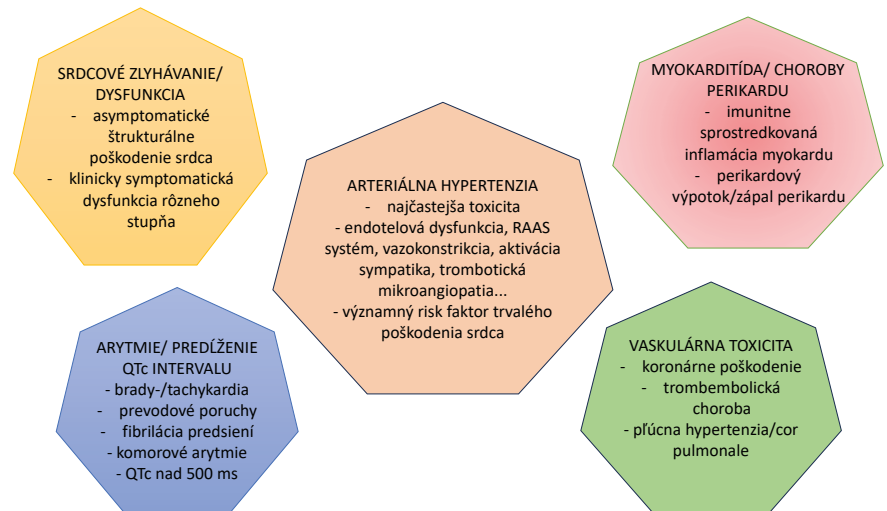 SRDCOVÉ ZLYHÁVANIE/
DYSFUNKCIA
- asymptomatické
štrukturálne
poškodenie srdca
- klinicky symptomatická
dysfunkcia rôzneho
stupňa
ARTERIÁLNA HYPERTENZIA
- najčastejša toxicita
- endotelová dysfunkcia, RAAS
systém, vazokonstrikcia, aktivácia
sympatika, trombotická
mikroangiopatia...
- významný risk faktor trvalého
poškodenia srdca
MYOKARDITÍDA/ CHOROBY
PERIKARDU
- imunitne
sprostredkovaná
inflamácia myokardu
- perikardový
výpotok/zápal perikardu
ARYTMIE/ PREDĹŽENIE
QTc INTERVALU
- brady-/tachykardia
- prevodové poruchy
- fibrilácia predsiení
- komorové arytmie
- QTc nad 500 ms
VASKULÁRNA TOXICITA
- koronárne poškodenie
- trombembolická
choroba
- pľúcna hypertenzia/cor
pulmonale